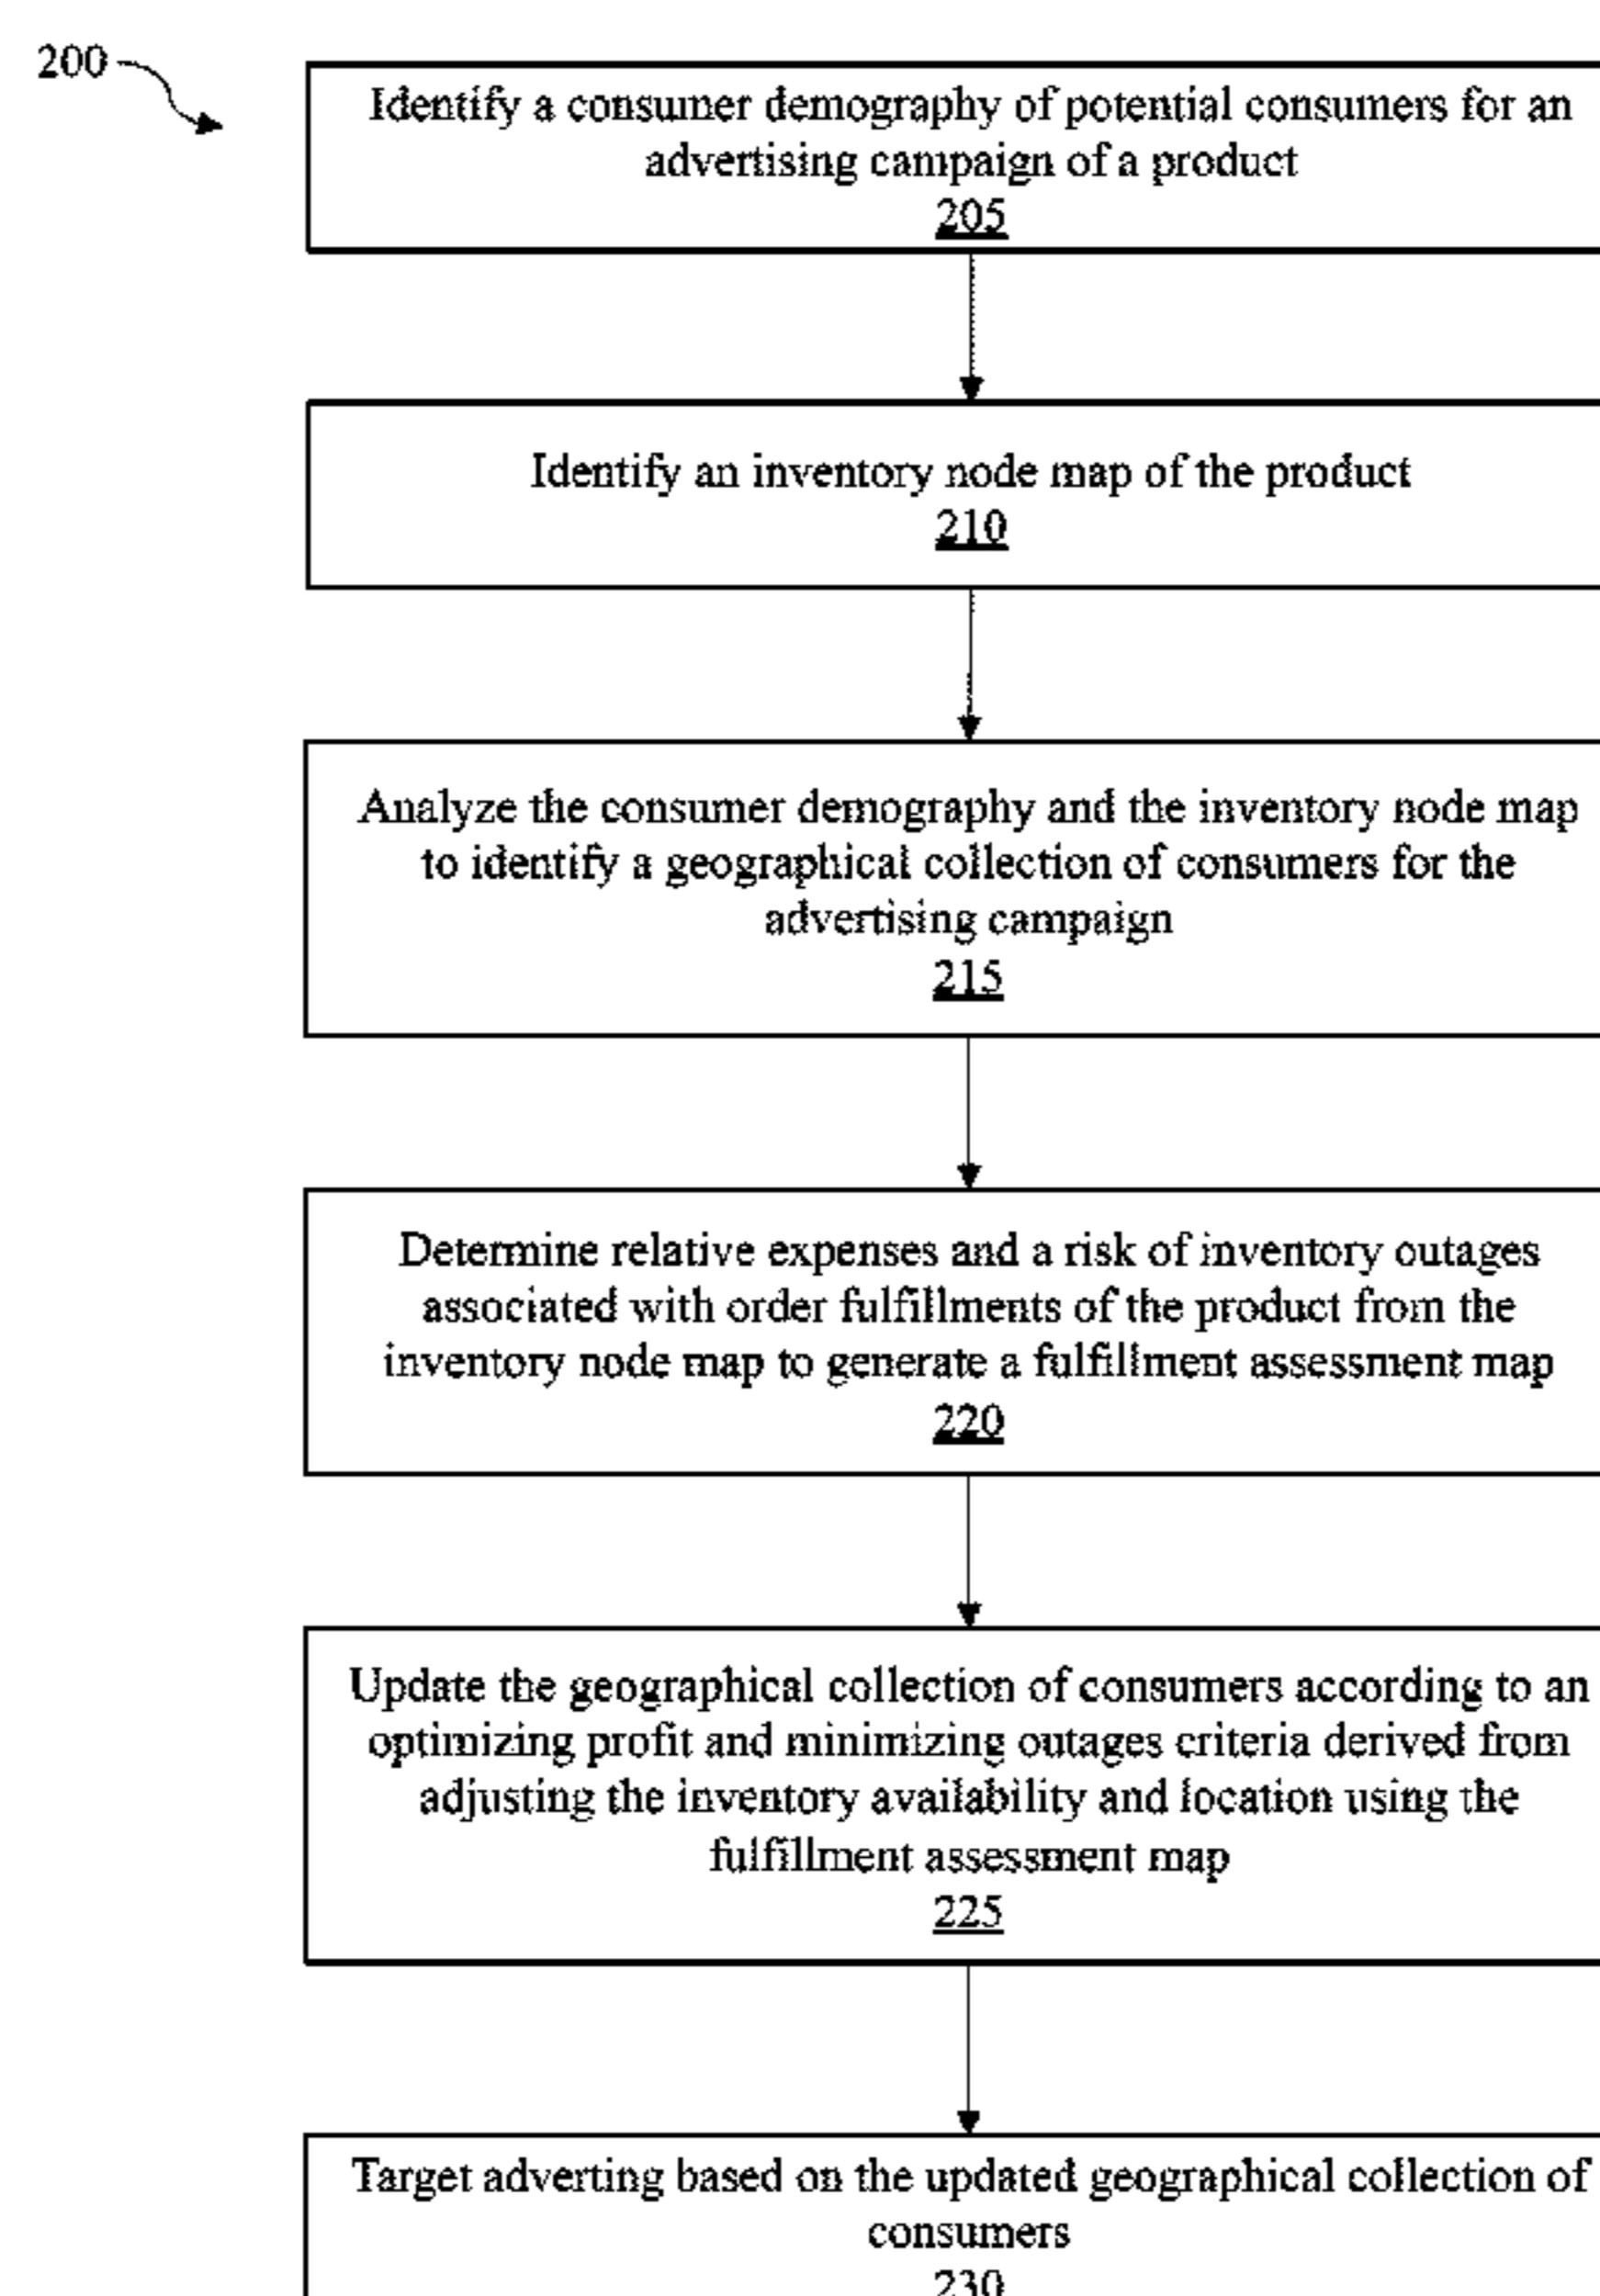 200
Identify a consumer demography of potential consumers for an
advertising campaign of a product
205
Identify an inventory node map of the product
210
Analyze the consumer demography and the inventory node map
to identify a geographical collection of consumers for the
advertising campaign
215
Determine relative expenses and a risk of inventory outages
associated with order fulfillments of the product from the
inventory node map to generate a fulfillment assessment map
220
Update the geographical collection of consumers according to an
optimizing profit and minimizing outages criteria derived from
adjusting the inventory availability and location using the
fulfillment assessment map
225
Target adverting based on the updated geographical collection of
consumers
230